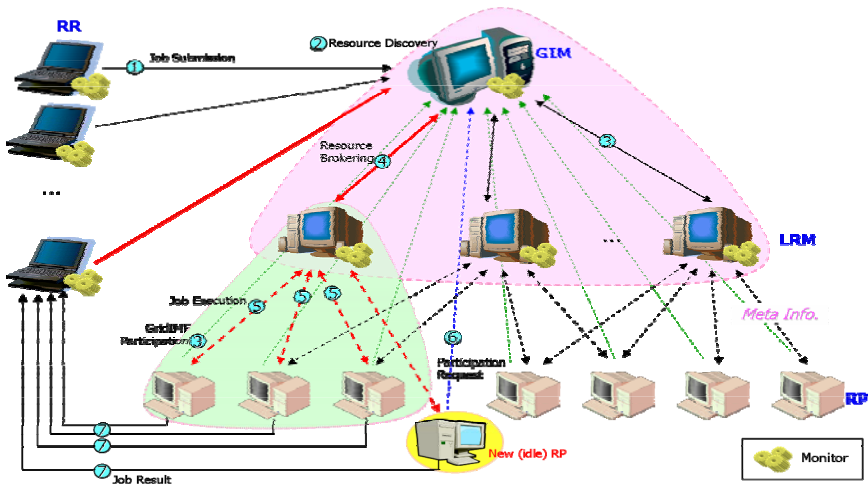 RR
② Resource Discovery
GIM
① Job Submission
Resource
Brokering
④
③
...
...
LRM
Job Execution ⑤
⑤
⑤
GridIMF
Participation ③
Meta Info.
⑥
Participation
Request
RP
⑦
⑦
New (idle) RP
⑦
Job Result
Monitor